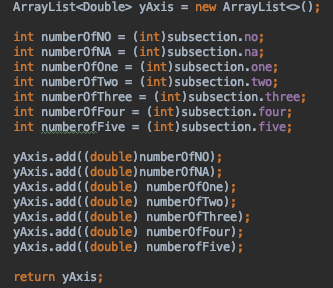 ArrayList<Double> yAxis = new ArrayList<>();
int numberOfNO = (int)subsection.no;
int numberOfNA = (int)subsection.na;
int numberOfOne = (int)subsection.one;
int numberOfTwo = (int)subsection.two;
int numberOfThree = (int)subsection.three;
int numberOfFour = (int)subsection.four;
int numberofFive = (int)subsection.five;
yAxis.add((double)numberOfNO);
yAxis.add((double)numberOfNA);
yAxis.add((double) numberOfOne);
yAxis.add((double) numberOfTwo);
yAxis.add((double) numberOfThree);
yAxis.add((double) numberOfFour);
yAxis.add((double) numberofFive);
return yAxis;